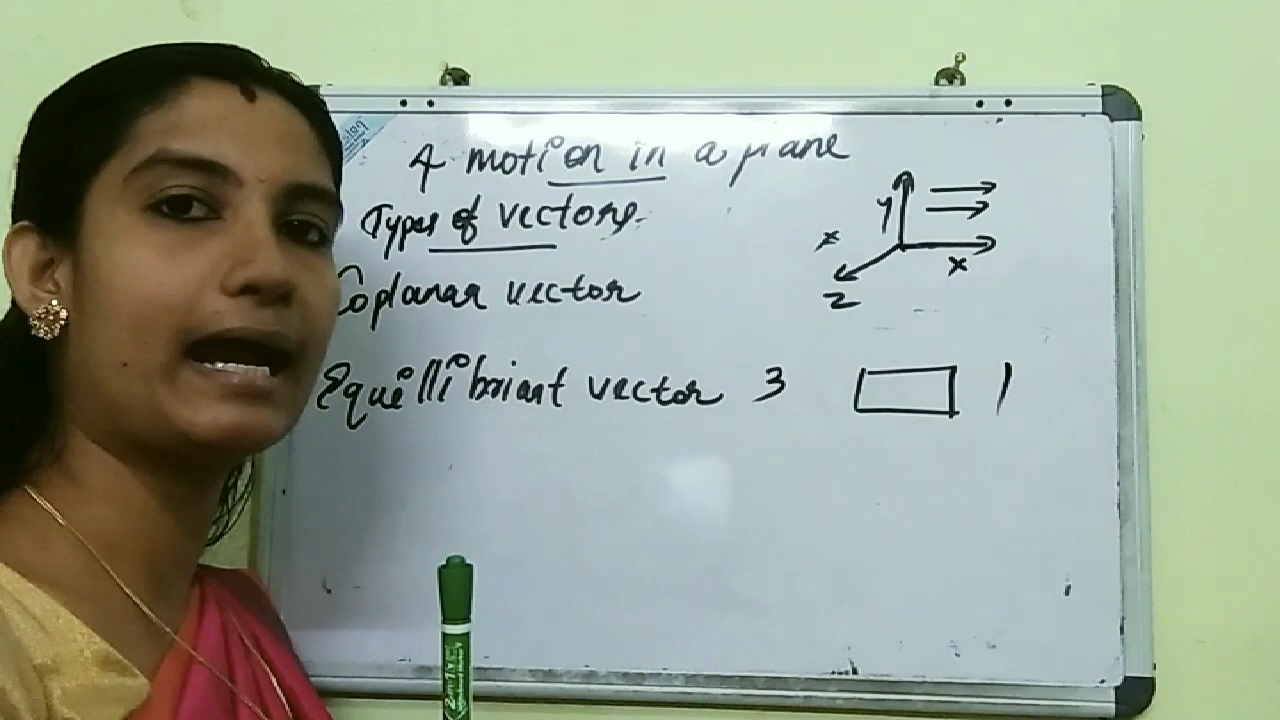 4 motion in a plane
Types of vectors.
Coplanar vector
Equillibriant vector 3 1
y
x
x
z